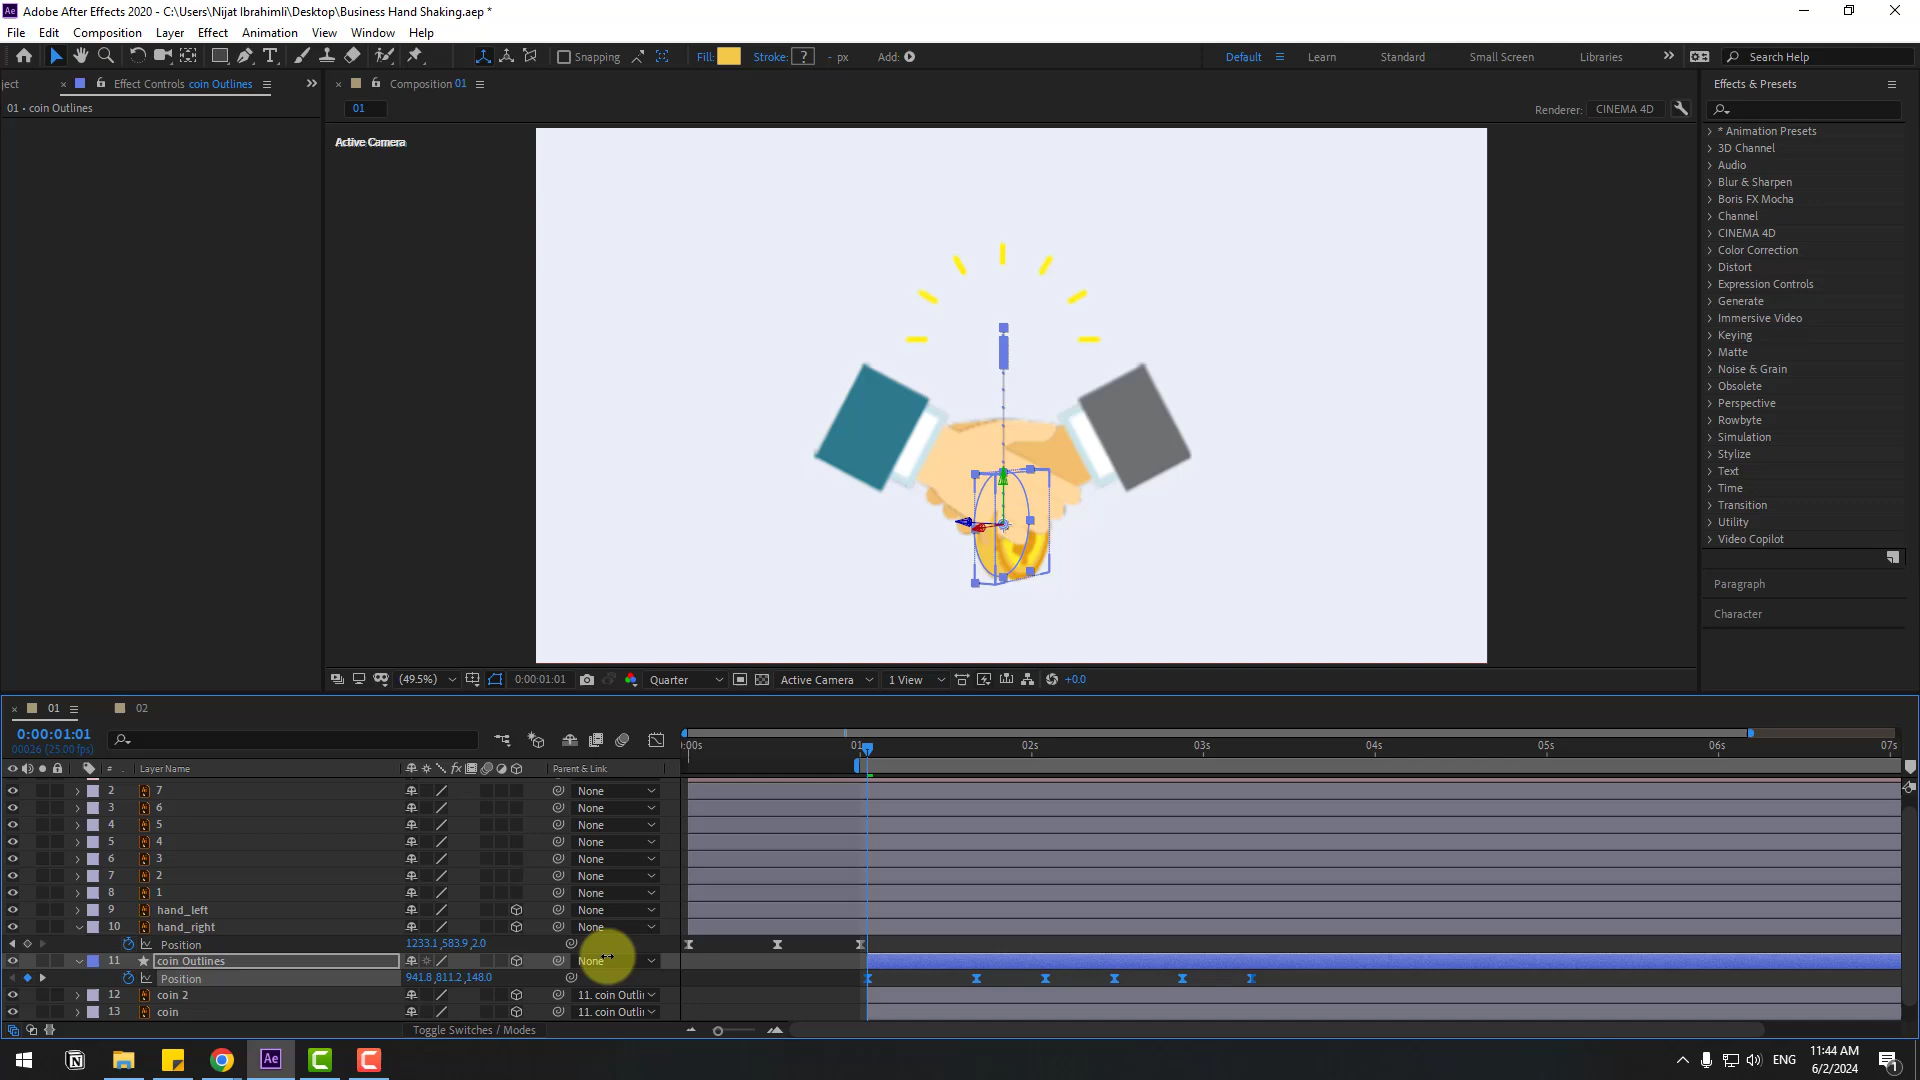 Adobe After Effects 2020 - C:\Users\Nijat Ibrahimli\Desktop\Business Hand Shaking.aep *
File Edit Composition Layer Effect Animation View Window Help
Snapping Fill: Stroke: ? - px Add: Default Learn Standard Small Screen Libraries Search Help
ject Effect Controls coin Outlines Composition 01 Effects & Presets
01 • coin Outlines
01
Renderer: CINEMA 4D
Active Camera
* Animation Presets
3D Channel
Audio
Blur & Sharpen
Boris FX Mocha
Channel
CINEMA 4D
Color Correction
Distort
Expression Controls
Generate
Immersive Video
Keying
Matte
Noise & Grain
Obsolete
Perspective
Rowbyte
Simulation
Stylize
Text
Time
Transition
Utility
Video Copilot
Paragraph
Character
(49.5%) 0:00:01:01 Quarter Active Camera 1 View +0.0
01 02
0:00:01:01
00026 (25.00 fps)
:00s 01 02s 03s 04s 05s 06s 07s
# Layer Name fx Parent & Link
2 7 None
3 6 None
4 5 None
5 4 None
6 3 None
7 2 None
8 1 None
9 hand_left None
10 hand_right None
Position 1233.1,583.9,2.0
11 coin Outlines None
Position 941.8,811.2,148.0
12 coin 2 11. coin Outli
13 coin 11. coin Outli
Toggle Switches / Modes
ENG
11:44 AM
6/2/2024
1